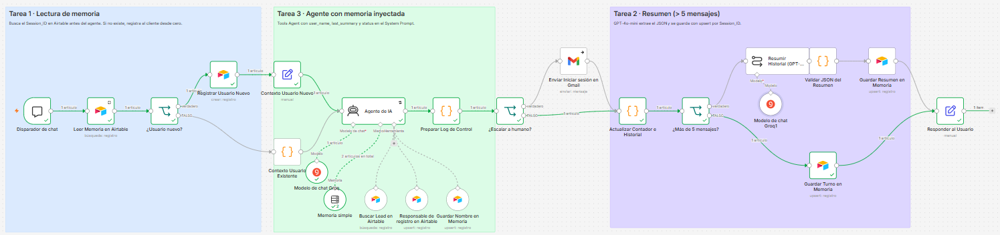 Tarea 1 · Lectura de memoria
Busca el Session_ID en Airtable antes del agente. Si no existe, registra al cliente desde cero.
Disparador de chat
1 artículo
Leer Memoria en Airtable
búsqueda: registro
1 artículo
¿Usuario nuevo?
verdadero
FALSO
1 artículo
Registrar Usuario Nuevo
crear: registro
1 artículo
Tarea 3 · Agente con memoria inyectada
Tools Agent con user_name, last_summary y status en el System Prompt.
Contexto Usuario Nuevo
manual
1 artículo
Contexto Usuario
Existente
Agente de IA
Modelo de chat*
Memoria
Herramienta
1 artículo
2 artículos en total
Modelo
Modelo de chat Groq
Memoria
2
Memoria simple
Buscar Lead en
Airtable
búsqueda: registro
Responsable de
registro en Airtable
upsert: registro
Guardar Nombre en
Memoria
upsert: registro
1 artículo
Preparar Log de Control
1 artículo
¿Escalar a humano?
verdadero
FALSO
1 artículo
Enviar Iniciar sesión en
Gmail
enviar: mensaje
Tarea 2 · Resumen (> 5 mensajes)
GPT-4o-mini extrae el JSON y se guarda con upsert por Session_ID.
Actualizar Contador e
Historial
1 artículo
¿Más de 5 mensajes?
verdadero
FALSO
1 artículo
Resumir
Historial (GPT-...
Modelo*
Modelo
Modelo de chat
Groq1
Validar JSON del
Resumen
Guardar Resumen en
Memoria
upsert: registro
Guardar Turno en
Memoria
upsert: registro
1 artículo
Responder al Usuario
manual
1 item